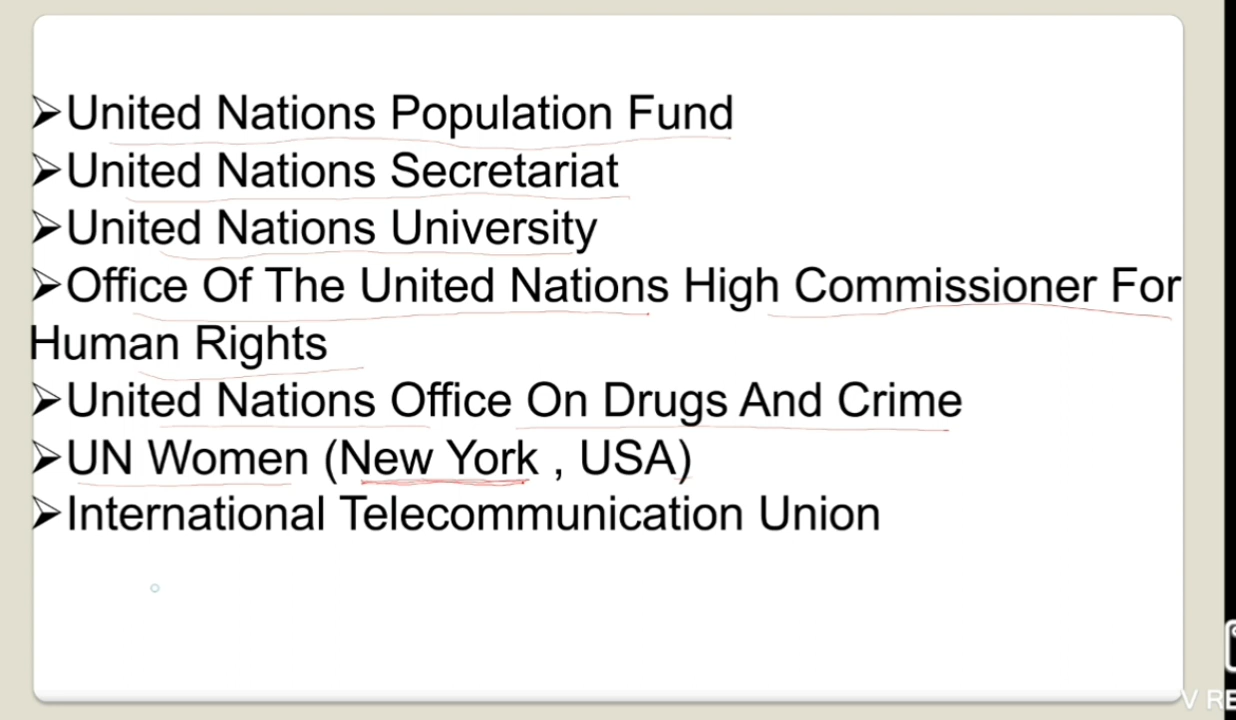 ➢United Nations Population Fund
➢United Nations Secretariat
➢United Nations University
➢Office Of The United Nations High Commissioner For
Human Rights
➢United Nations Office On Drugs And Crime
➢UN Women (New York , USA)
➢International Telecommunication Union